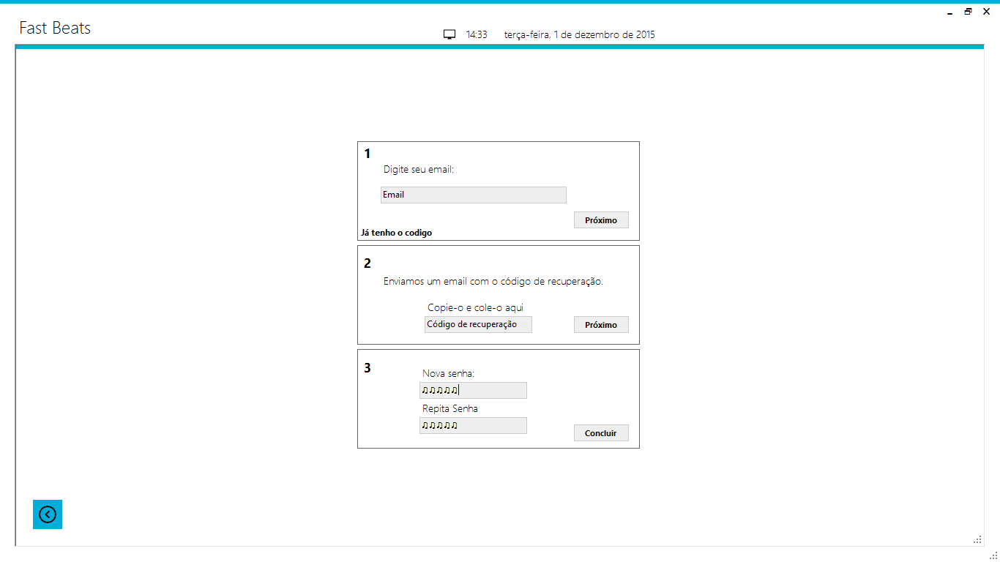 Fast Beats
14:33 terça-feira, 1 de dezembro de 2015
1
Digite seu email:
Email
Próximo
Já tenho o codigo
2
Enviamos um email com o código de recuperação.
Copie-o e cole-o aqui
Código de recuperação
Próximo
3
Nova senha:
♫♫♫♫♫
Repita Senha
♫♫♫♫♫
Concluir